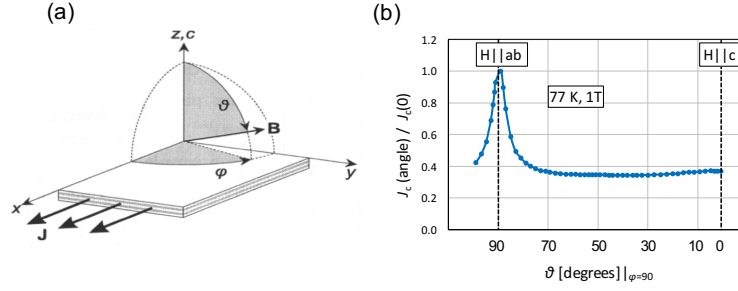 (a)
z,c
ϑ
B
φ
y
x
J
(b)
1.2
1.0
0.8
0.6
0.4
0.2
0.0
J_c (angle) / J_c(0)
H||ab
H||c
77 K, 1T
90
70
50
30
10
0
ϑ [degrees]|_φ=90